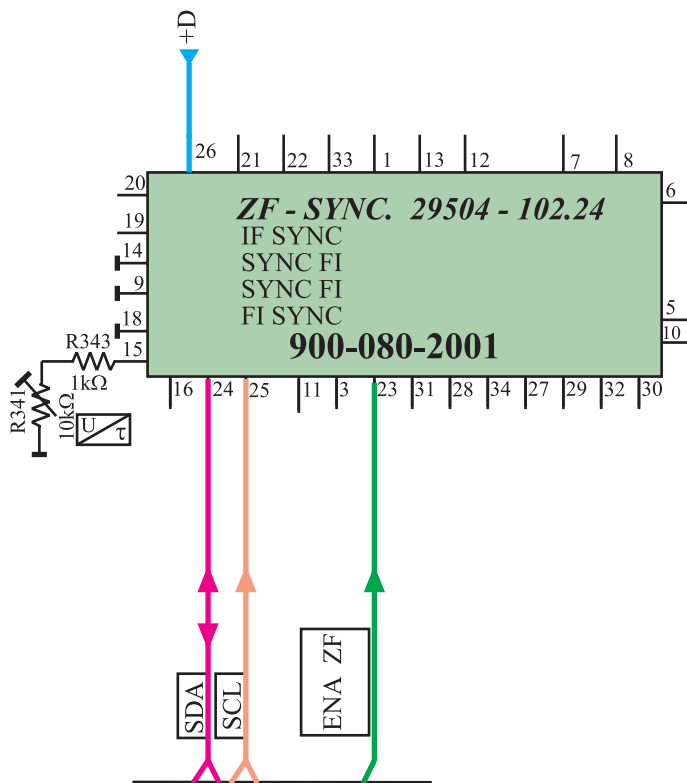 +D
26
21
22
33
1
13
12
7
8
20
6
ZF - SYNC. 29504 - 102.24
19
IF SYNC
14
SYNC FI
9
SYNC FI
5
18
FI SYNC
10
R343
15
900-080-2001
1kΩ
16
24
25
11
3
23
31
28
34
27
29
32
30
R341
10kΩ
U
τ
SDA
SCL
ENA ZF